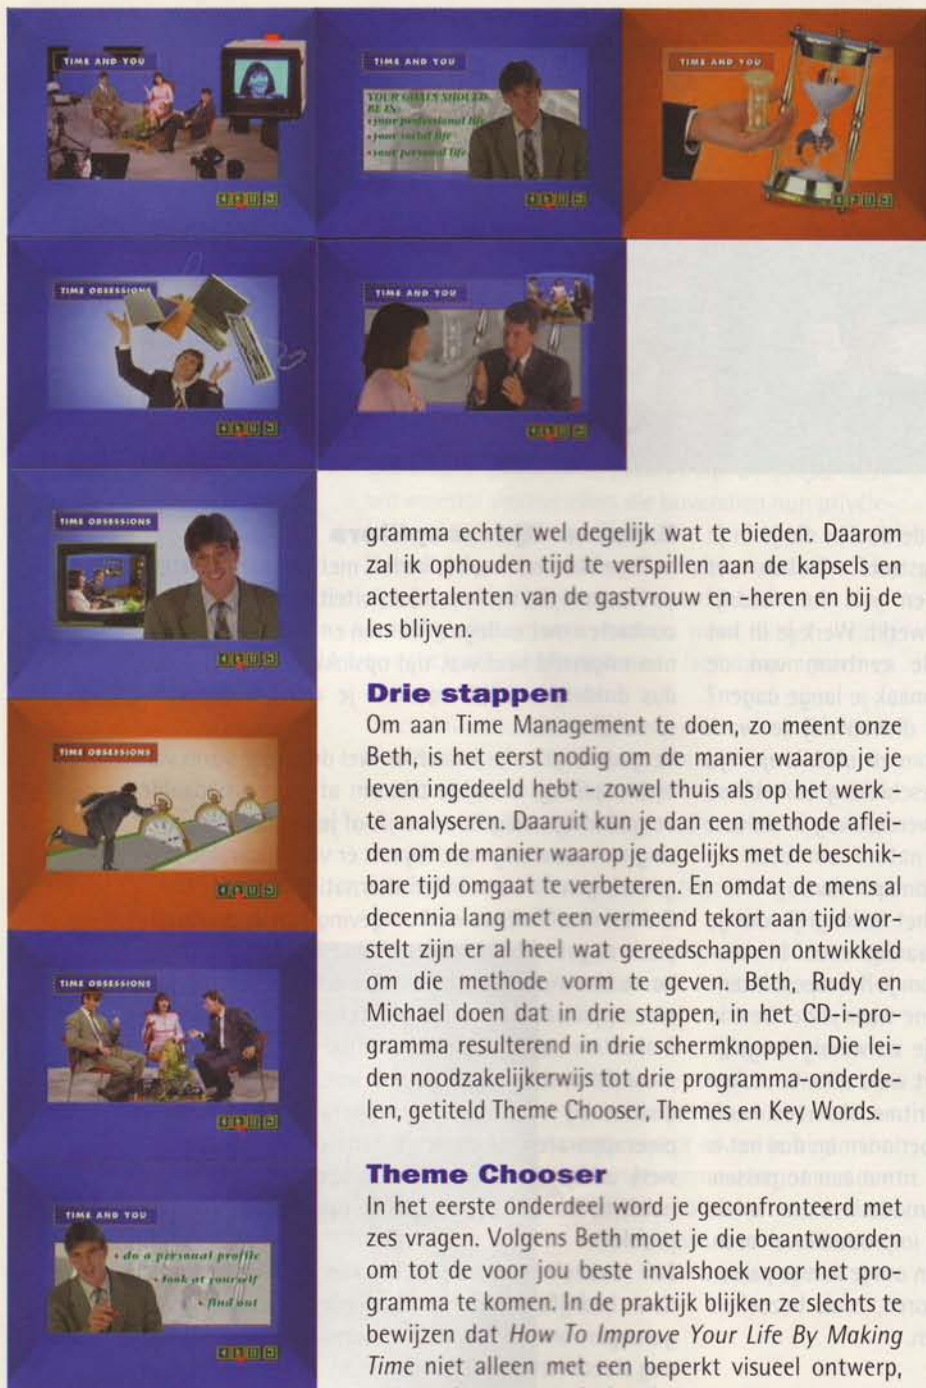 TIME AND YOU
TIME AND YOU
YOUR GOALS SHOULD
BE IN:
• your professional life
• your social life
• your personal life
TIME AND YOU
TIME OBSESSIONS
TIME AND YOU
TIME OBSESSIONS
TIME OBSESSIONS
TIME OBSESSIONS
TIME AND YOU
• do a personal profile
• look at yourself
• find out
gramma echter wel degelijk wat te bieden. Daarom
zal ik ophouden tijd te verspillen aan de kapsels en
acteertalenten van de gastvrouw en -heren en bij de
les blijven.
Drie stappen
Om aan Time Management te doen, zo meent onze
Beth, is het eerst nodig om de manier waarop je je
leven ingedeeld hebt - zowel thuis als op het werk -
te analyseren. Daaruit kun je dan een methode aflei-
den om de manier waarop je dagelijks met de beschik-
bare tijd omgaat te verbeteren. En omdat de mens al
decennia lang met een vermeend tekort aan tijd wor-
stelt zijn er al heel wat gereedschappen ontwikkeld
om die methode vorm te geven. Beth, Rudy en
Michael doen dat in drie stappen, in het CD-i-pro-
gramma resulterend in drie schermknoppen. Die lei-
den noodzakelijkerwijs tot drie programma-onderde-
len, getiteld Theme Chooser, Themes en Key Words.
Theme Chooser
In het eerste onderdeel word je geconfronteerd met
zes vragen. Volgens Beth moet je die beantwoorden
om tot de voor jou beste invalshoek voor het pro-
gramma te komen. In de praktijk blijken ze slechts te
bewijzen dat How To Improve Your Life By Making
Time niet alleen met een beperkt visueel ontwerp,